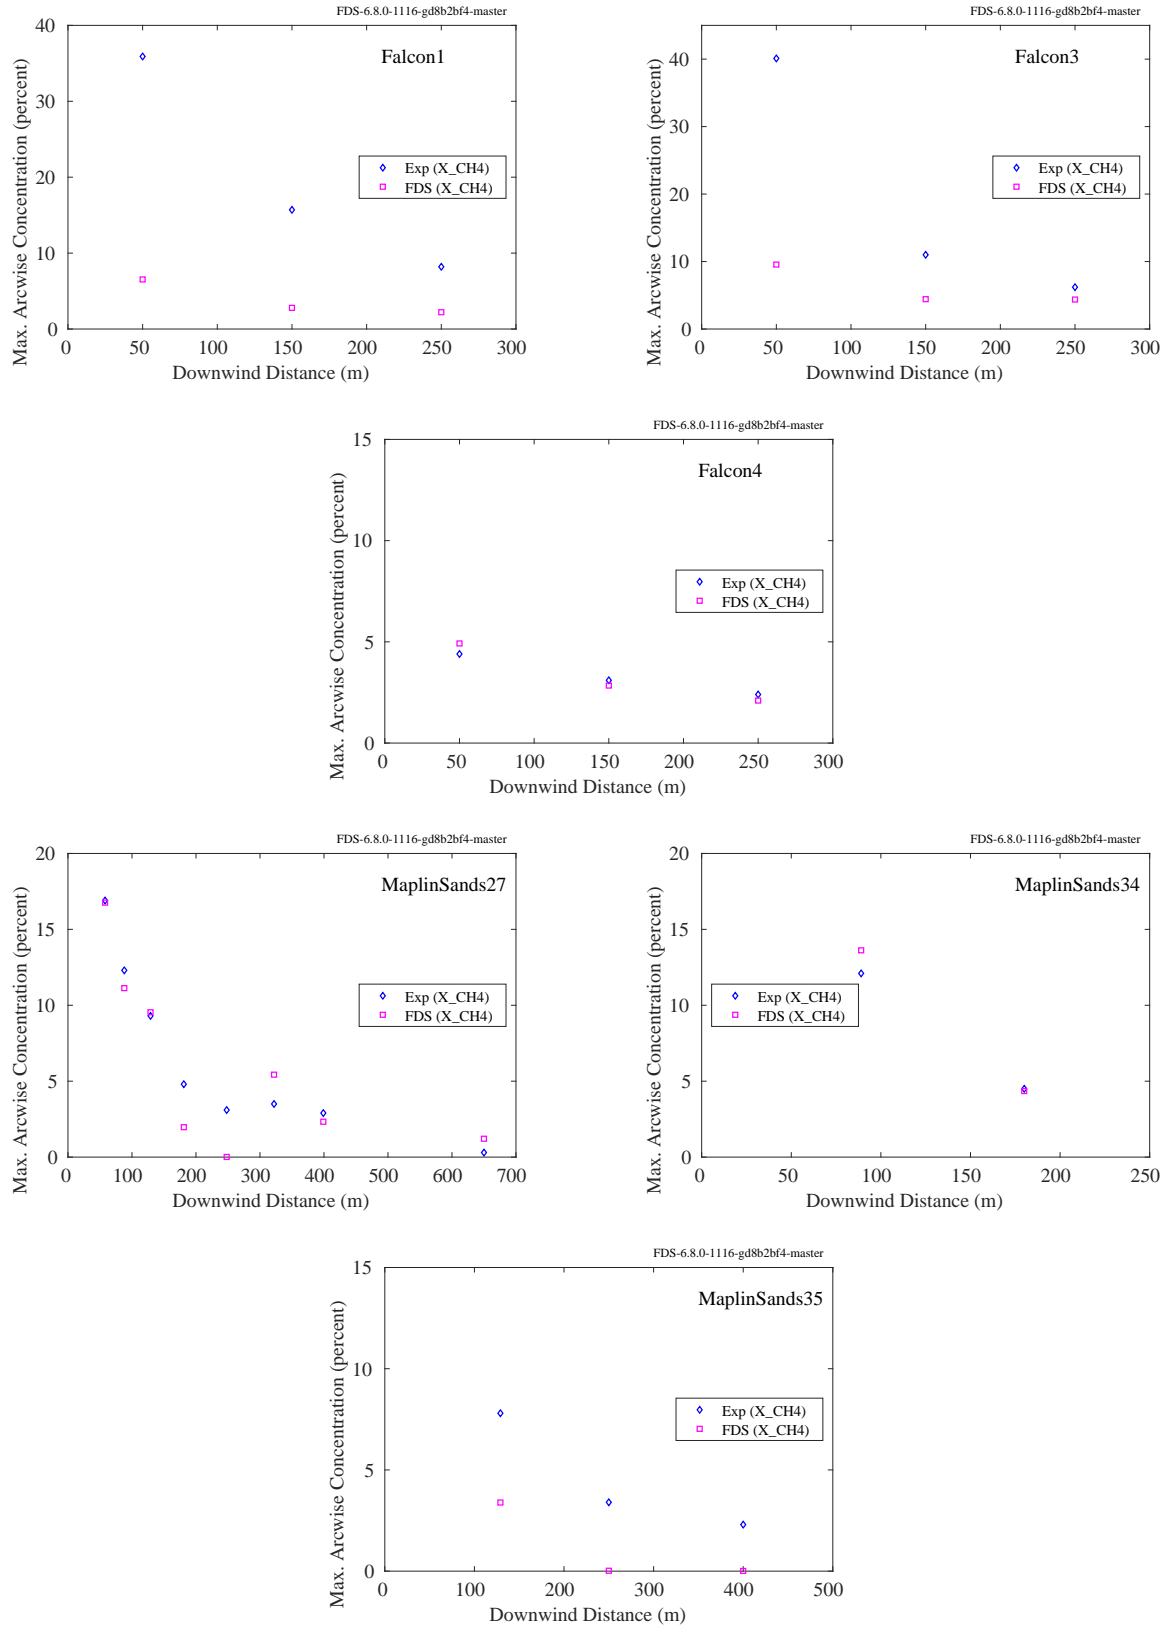 FDS-6.8.0-1116-gd8b2bf4-master
Falcon1
Max. Arcwise Concentration (percent)
40
30
20
10
0
Exp (X_CH4)
FDS (X_CH4)
0 50 100 150 200 250 300
Downwind Distance (m)
FDS-6.8.0-1116-gd8b2bf4-master
Falcon3
Max. Arcwise Concentration (percent)
40
30
20
10
0
Exp (X_CH4)
FDS (X_CH4)
0 50 100 150 200 250 300
Downwind Distance (m)
FDS-6.8.0-1116-gd8b2bf4-master
Falcon4
Max. Arcwise Concentration (percent)
15
10
5
0
Exp (X_CH4)
FDS (X_CH4)
0 50 100 150 200 250 300
Downwind Distance (m)
FDS-6.8.0-1116-gd8b2bf4-master
MaplinSands27
Max. Arcwise Concentration (percent)
20
15
10
5
0
Exp (X_CH4)
FDS (X_CH4)
0 100 200 300 400 500 600 700
Downwind Distance (m)
FDS-6.8.0-1116-gd8b2bf4-master
MaplinSands34
Max. Arcwise Concentration (percent)
20
15
10
5
0
Exp (X_CH4)
FDS (X_CH4)
0 50 100 150 200 250
Downwind Distance (m)
FDS-6.8.0-1116-gd8b2bf4-master
MaplinSands35
Max. Arcwise Concentration (percent)
15
10
5
0
Exp (X_CH4)
FDS (X_CH4)
0 100 200 300 400 500
Downwind Distance (m)